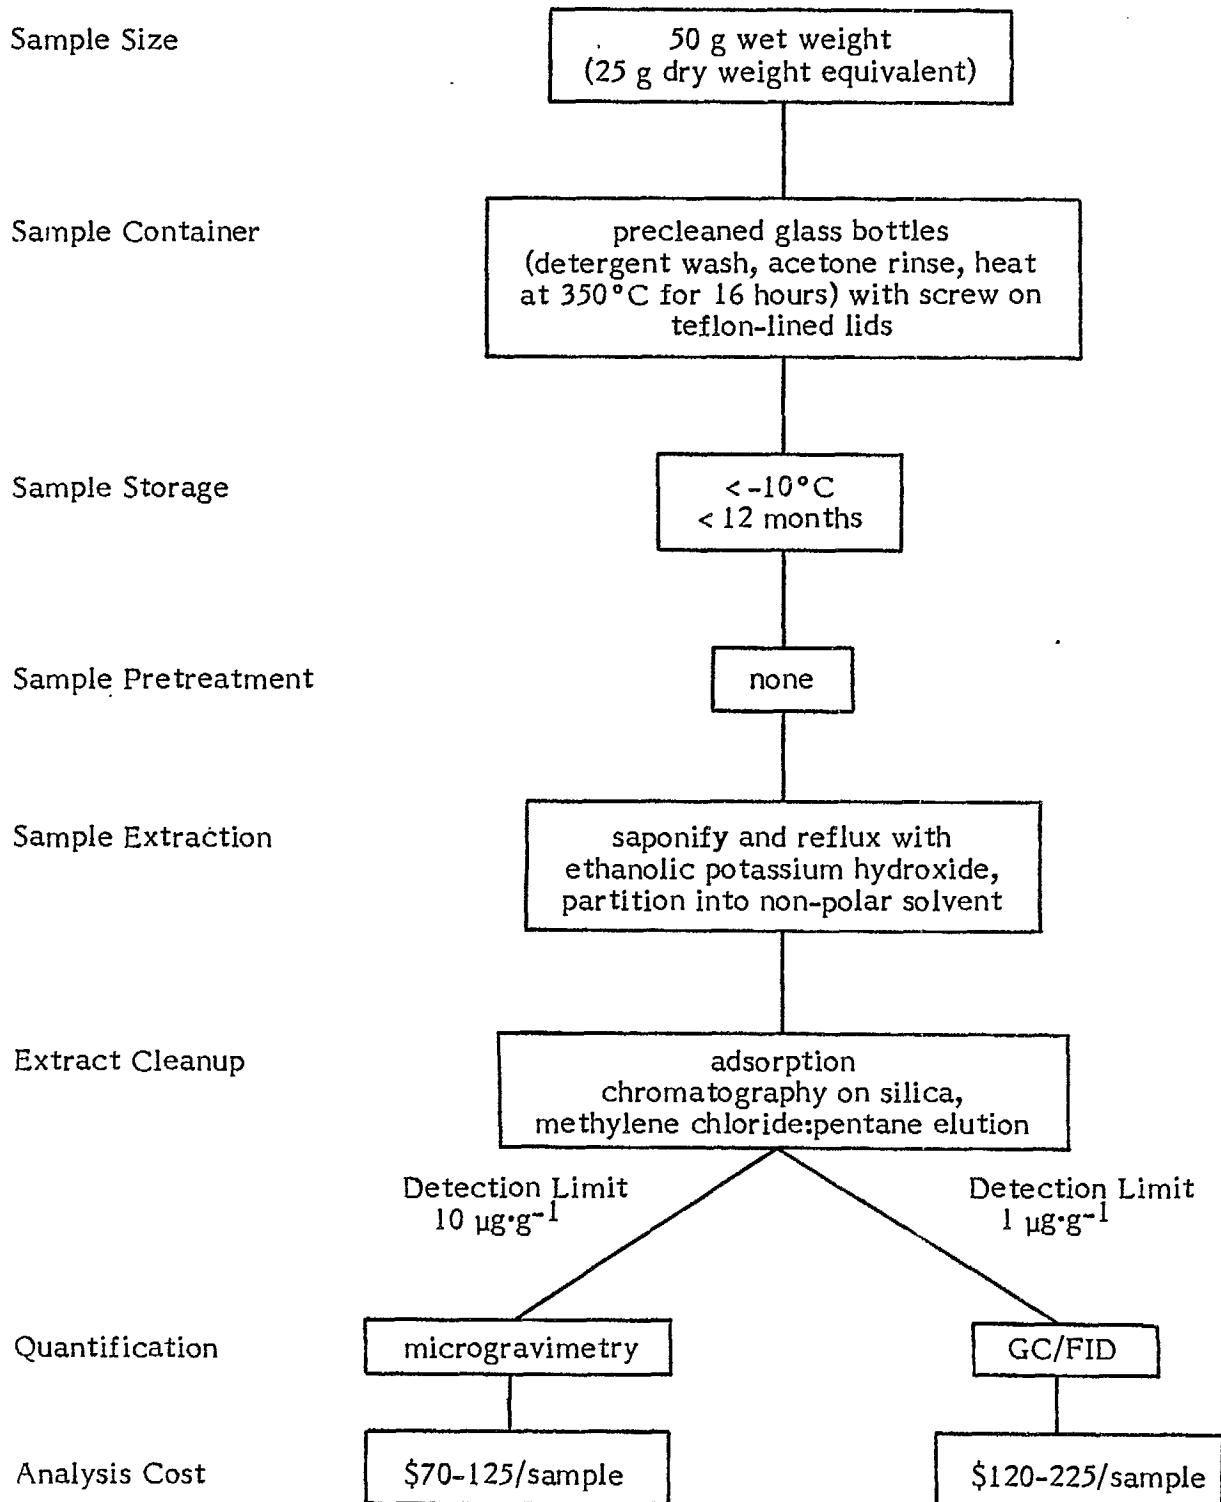 Sample Size
50 g wet weight
(25 g dry weight equivalent)
Sample Container
precleaned glass bottles
(detergent wash, acetone rinse, heat
at 350°C for 16 hours) with screw on
teflon-lined lids
Sample Storage
< -10°C
< 12 months
Sample Pretreatment
none
Sample Extraction
saponify and reflux with
ethanolic potassium hydroxide,
partition into non-polar solvent
Extract Cleanup
adsorption
chromatography on silica,
methylene chloride:pentane elution
Detection Limit
10 µg·g⁻¹
Detection Limit
1 µg·g⁻¹
Quantification
microgravimetry
GC/FID
Analysis Cost
$70-125/sample
$120-225/sample